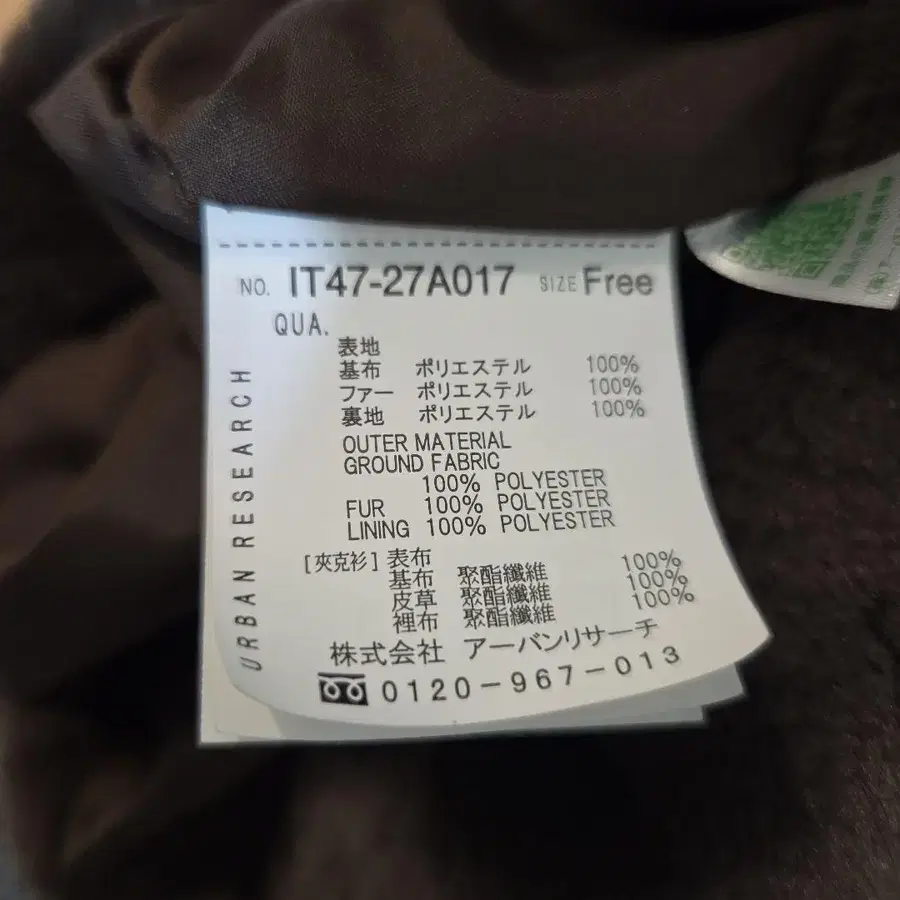 NO. IT47-27A017 SIZE Free
QUA.
表地
基布 ポリエステル 100%
ファー ポリエステル 100%
裏地 ポリエステル 100%
OUTER MATERIAL
GROUND FABRIC
100% POLYESTER
FUR 100% POLYESTER
LINING 100% POLYESTER
[夾克衫] 表布
基布 聚酯纖維 100%
皮草 聚酯纖維 100%
裡布 聚酯纖維 100%
株式会社 アーバンリサーチ
0120-967-013
URBAN RESEARCH